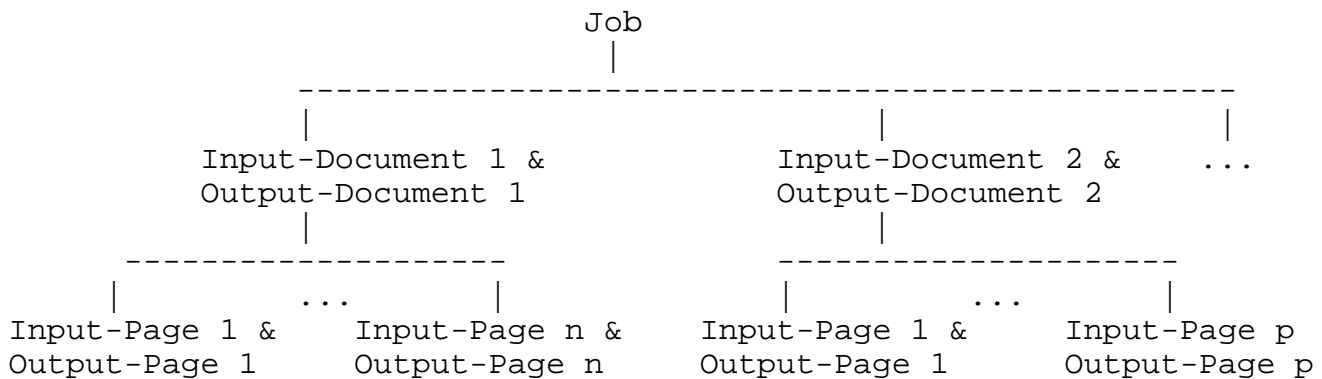 Job
|
-------------------------------------------------
| | |
Input-Document 1 & Input-Document 2 & ...
Output-Document 1 Output-Document 2
| |
-------------------- ---------------------
| ... | | ... |
Input-Page 1 & Input-Page n & Input-Page 1 & Input-Page p
Output-Page 1 Output-Page n Output-Page 1 Output-Page p